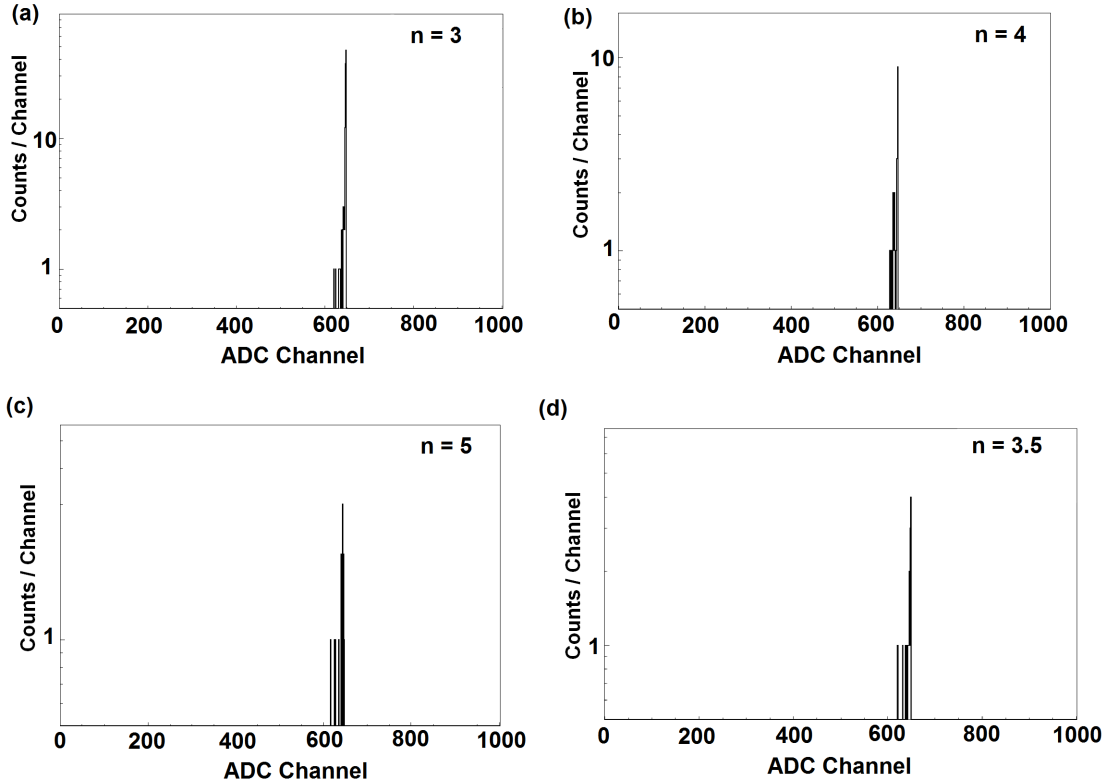 (a)
n = 3
Counts / Channel
10
1
0 200 400 600 800 1000
ADC Channel
(b)
n = 4
Counts / Channel
10
1
0 200 400 600 800 1000
ADC Channel
(c)
n = 5
Counts / Channel
1
0 200 400 600 800 1000
ADC Channel
(d)
n = 3.5
Counts / Channel
1
0 200 400 600 800 1000
ADC Channel